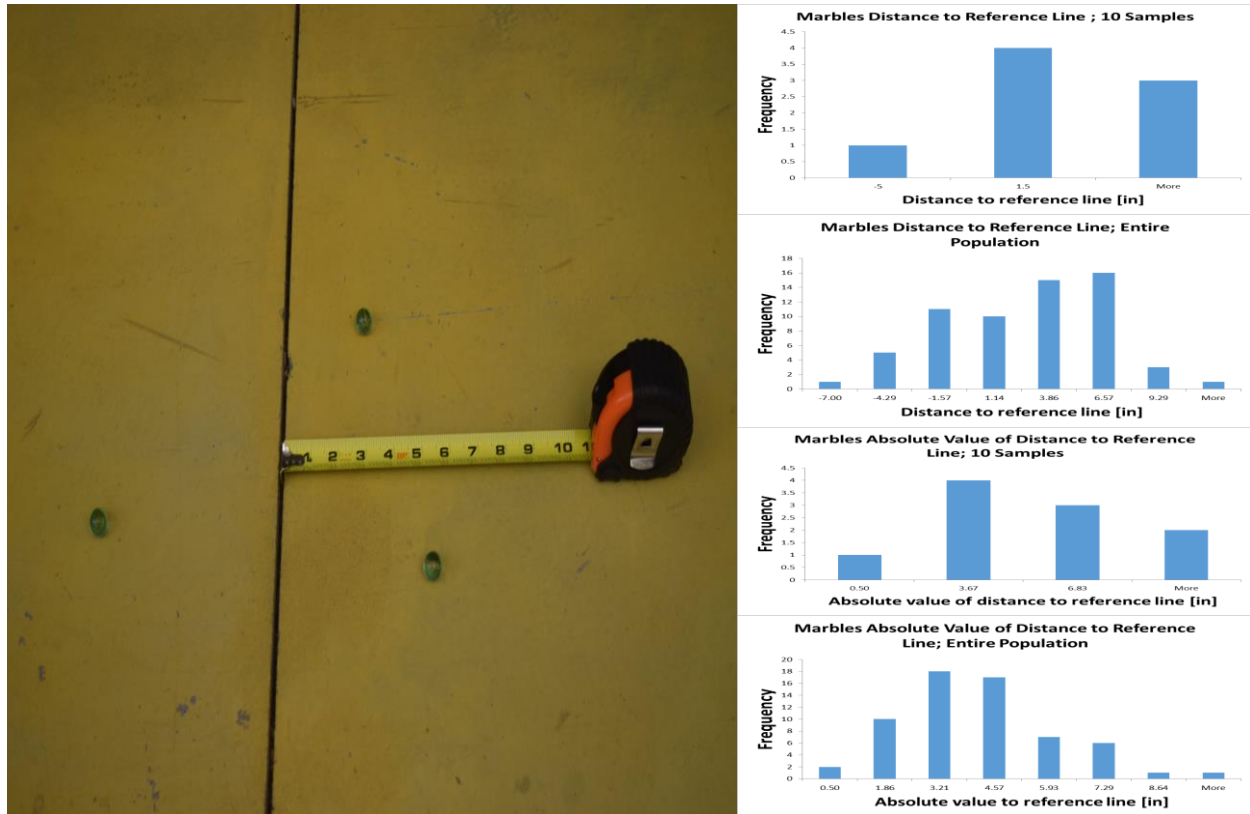 1 2 3 4 5 6 7 8 9 10 1
Marbles Distance to Reference Line ; 10 Samples
4.5
4
3.5
3
2.5
2
1.5
1
0.5
0
Frequency
-5 1.5 More
Distance to reference line [in]
Marbles Distance to Reference Line; Entire
Population
18
16
14
12
10
8
6
4
2
0
Frequency
-7.00 -4.29 -1.57 1.14 3.86 6.57 9.29 More
Distance to reference line [in]
Marbles Absolute Value of Distance to Reference
Line; 10 Samples
4.5
4
3.5
3
2.5
2
1.5
1
0.5
0
Frequency
0.50 3.67 6.83 More
Absolute value of distance to reference line [in]
Marbles Absolute Value of Distance to Reference
Line; Entire Population
20
18
16
14
12
10
8
6
4
2
0
Frequency
0.50 1.86 3.21 4.57 5.93 7.29 8.64 More
Absolute value to reference line [in]